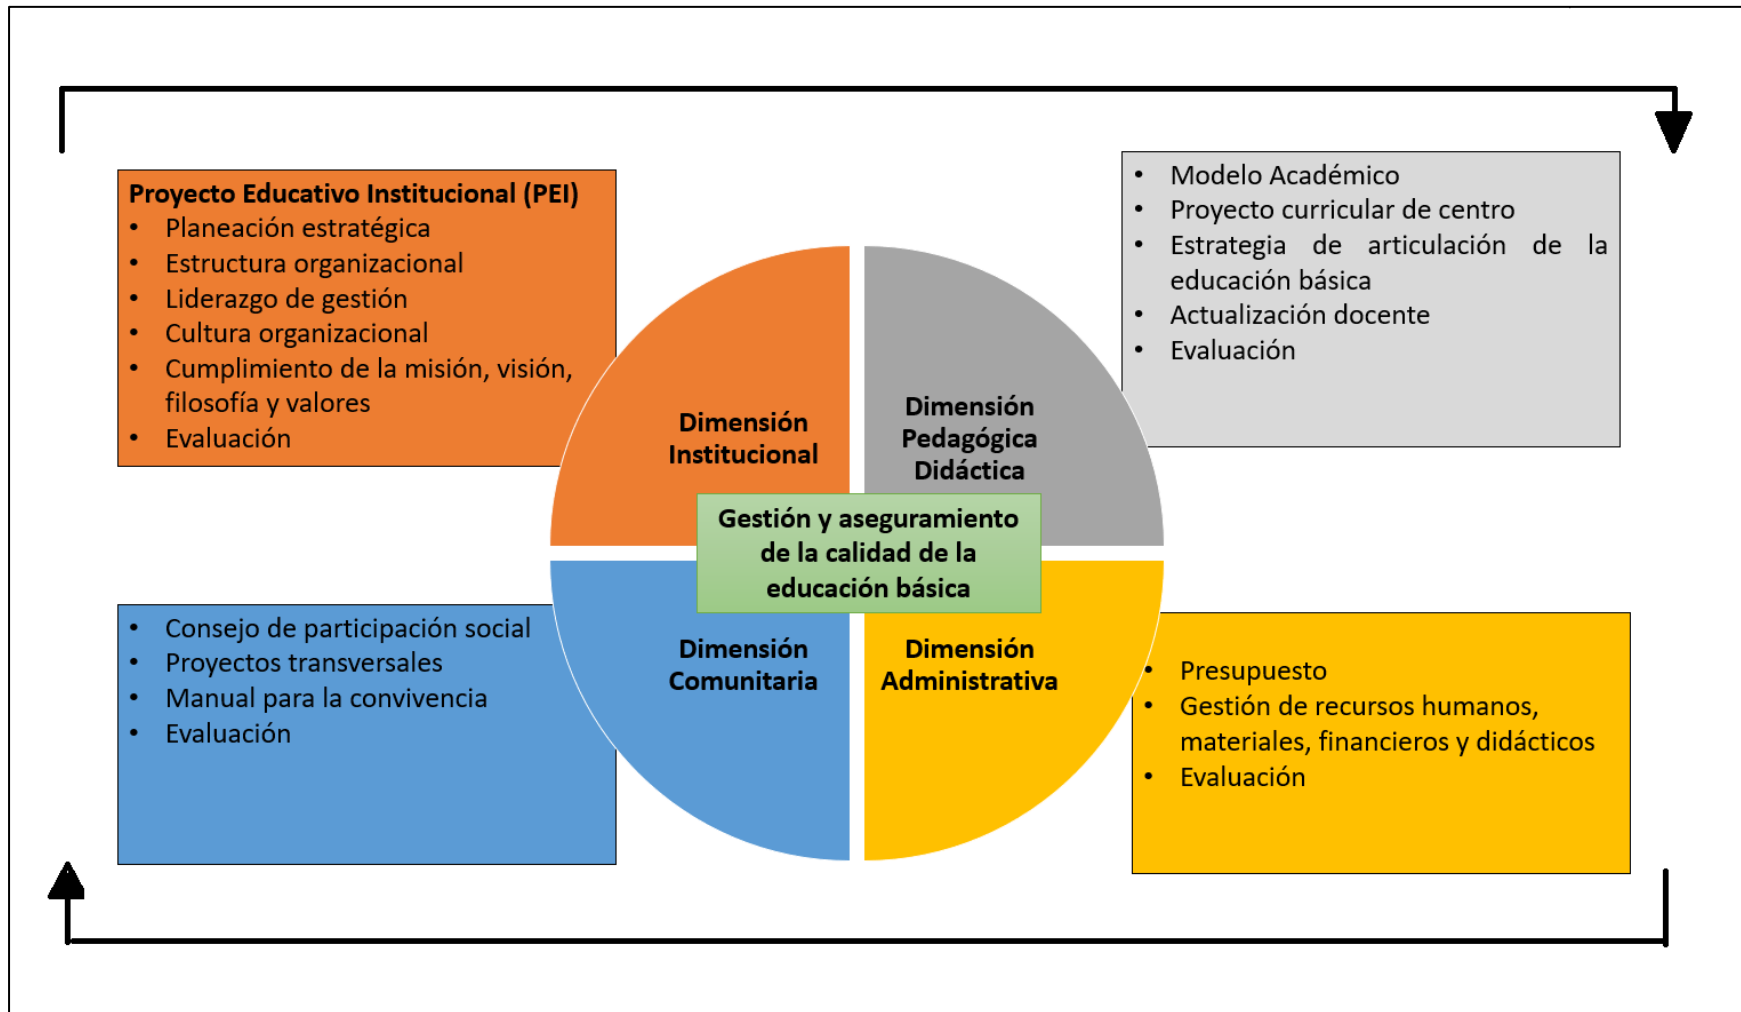 Proyecto Educativo Institucional (PEI)
• Planeación estratégica
• Estructura organizacional
• Liderazgo de gestión
• Cultura organizacional
• Cumplimiento de la misión, visión,
filosofía y valores
• Evaluación
• Modelo Académico
• Proyecto curricular de centro
• Estrategia de articulación de la
educación básica
• Actualización docente
• Evaluación
Dimensión
Institucional
Dimensión
Pedagógica
Didáctica
Gestión y aseguramiento
de la calidad de la
educación básica
Dimensión
Comunitaria
Dimensión
Administrativa
• Consejo de participación social
• Proyectos transversales
• Manual para la convivencia
• Evaluación
• Presupuesto
• Gestión de recursos humanos,
materiales, financieros y didácticos
• Evaluación